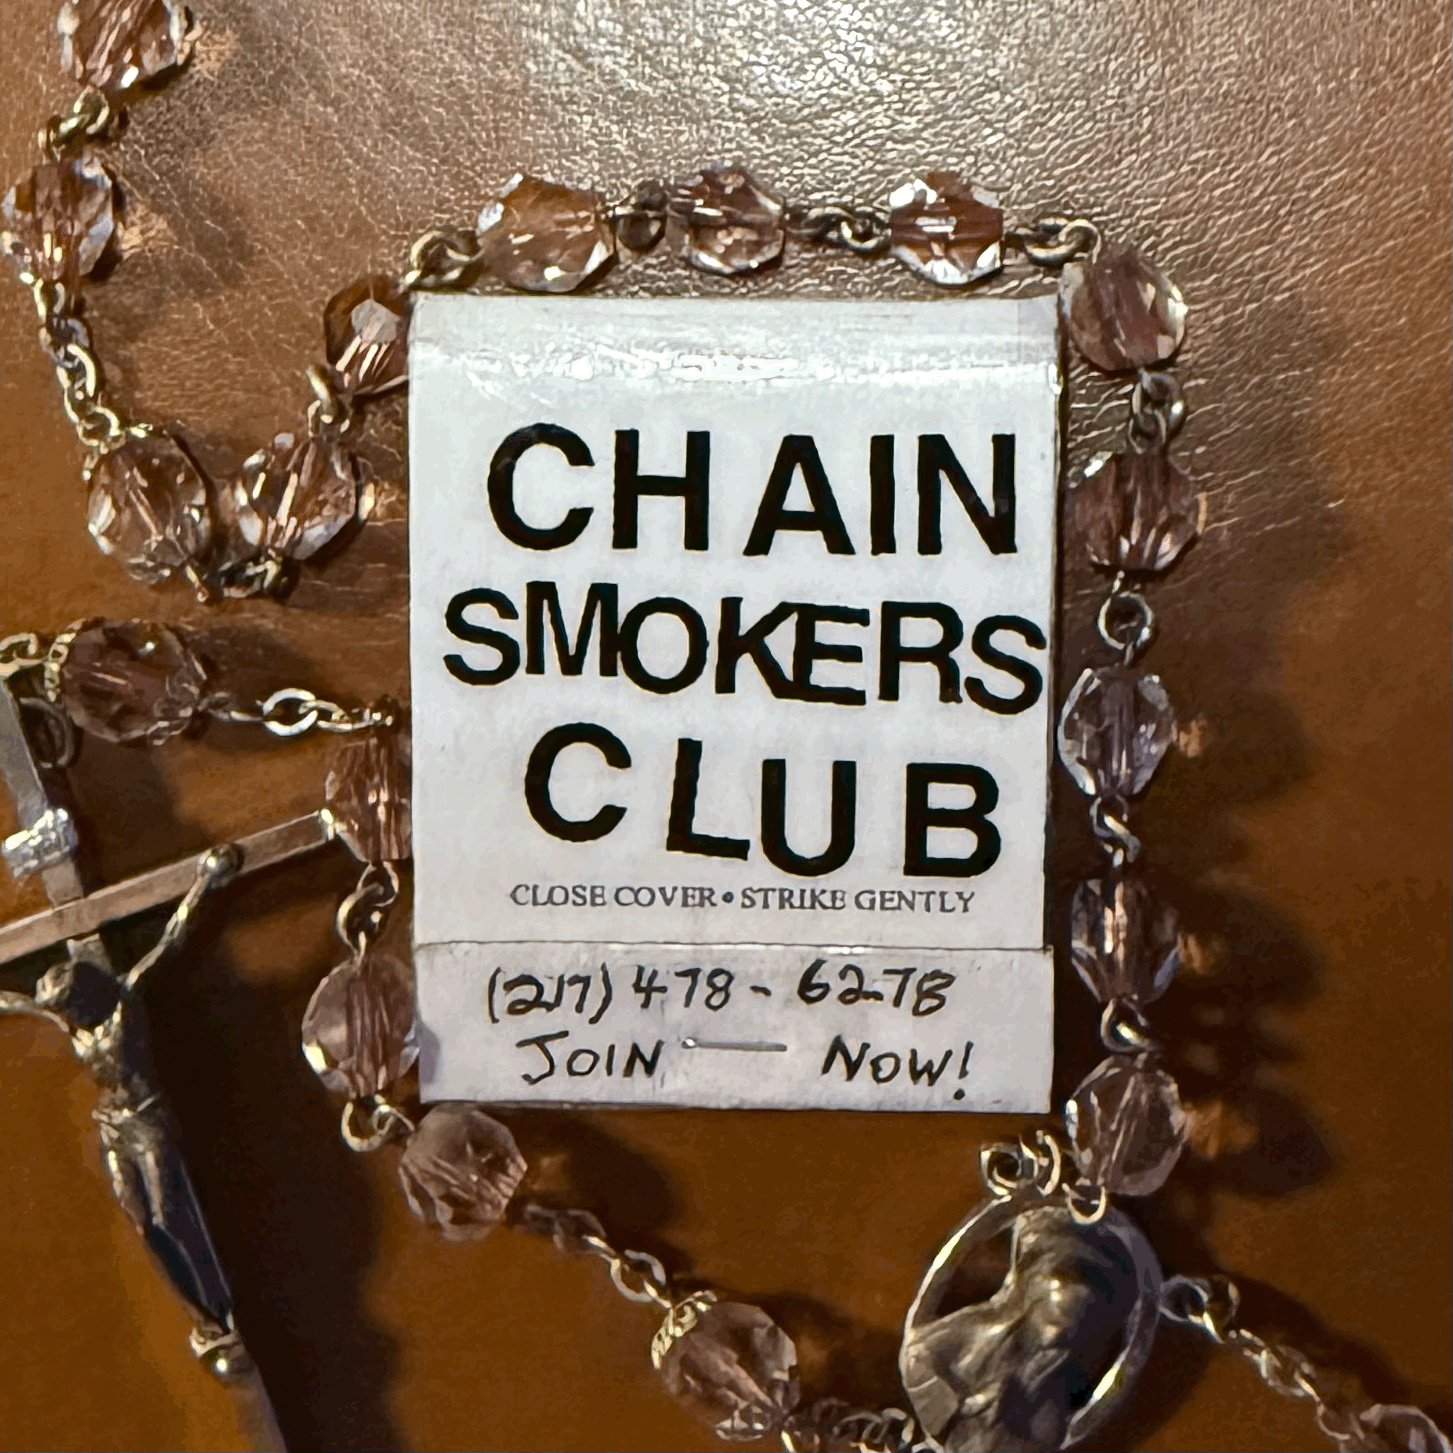 CHAIN
SMOKERS
CLUB
CLOSE COVER • STRIKE GENTLY
(217) 478 - 6278
JOIN — NOW!